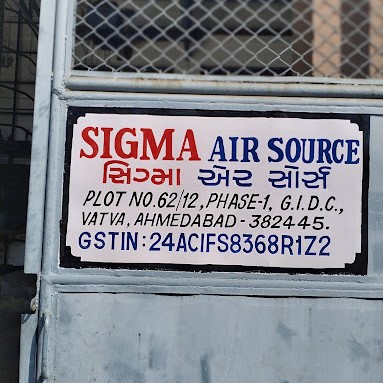 SIGMA AIR SOURCE
સિગ્મા એર સોર્સ
PLOT NO.62/12, PHASE-1, G.I.D.C.,
VATVA, AHMEDABAD - 382445.
GSTIN: 24ACIFS8368R1Z2